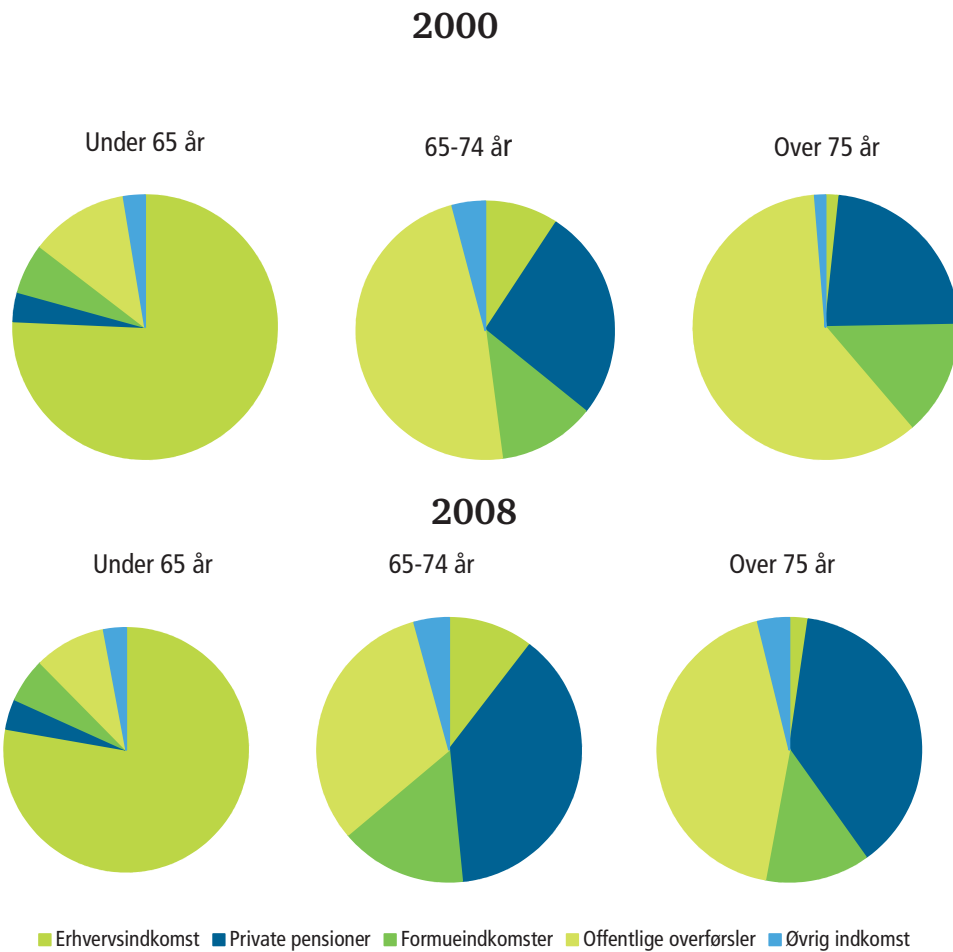 2000
Under 65 år
65-74 år
Over 75 år
2008
Under 65 år
65-74 år
Over 75 år
Erhvervsindkomst Private pensioner Formueindkomster Offentlige overførsler Øvrig indkomst